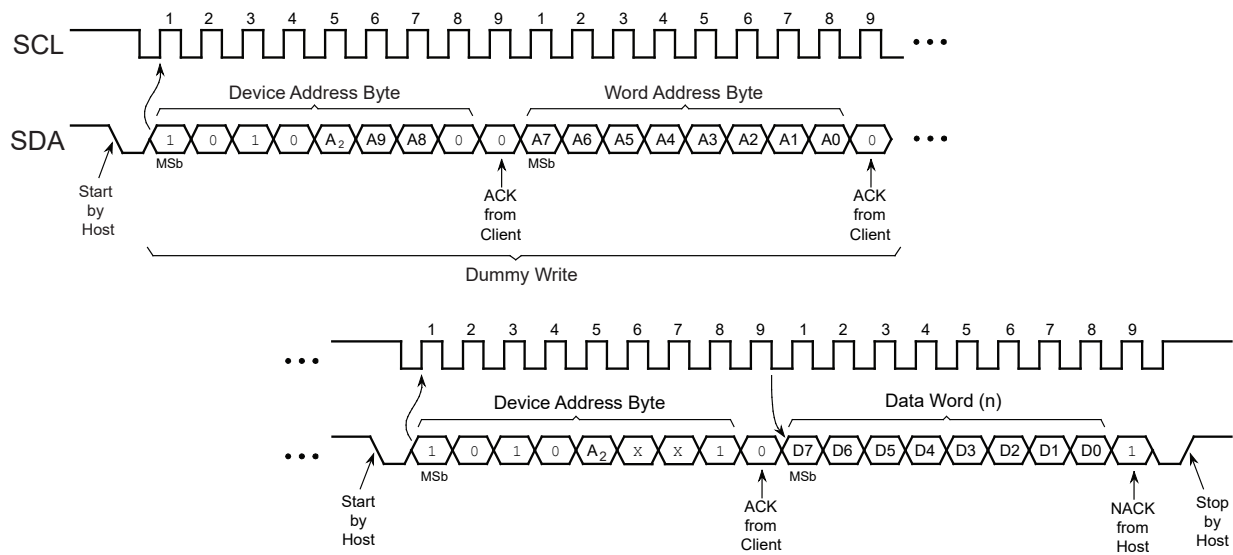 1 2 3 4 5 6 7 8 9 1 2 3 4 5 6 7 8 9
SCL
•••
Device Address Byte Word Address Byte
SDA
1 0 1 0 A2 A9 A8 0 0 A7 A6 A5 A4 A3 A2 A1 A0 0
•••
MSb MSb
Start
by
Host
ACK
from
Client
ACK
from
Client
Dummy Write
1 2 3 4 5 6 7 8 9 1 2 3 4 5 6 7 8 9
•••
Device Address Byte Data Word (n)
•••
1 0 1 0 A2 X X 1 0 D7 D6 D5 D4 D3 D2 D1 D0 1
MSb MSb
Start
by
Host
ACK
from
Client
NACK
from
Host
Stop
by
Host